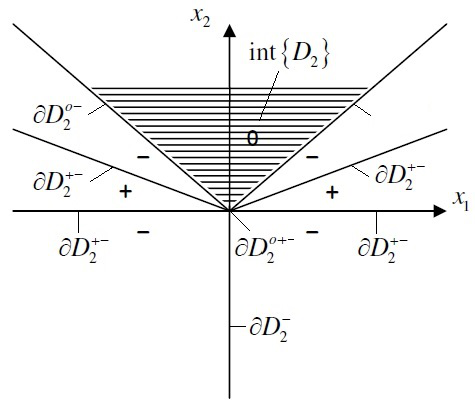 x₂
int{D₂}
∂D₂ᵒ⁻
0
− −
∂D₂⁺⁻ ∂D₂⁺⁻
+ +
x₁
− −
∂D₂⁺⁻ ∂D₂ᵒ⁺⁻ ∂D₂⁺⁻
∂D₂⁻